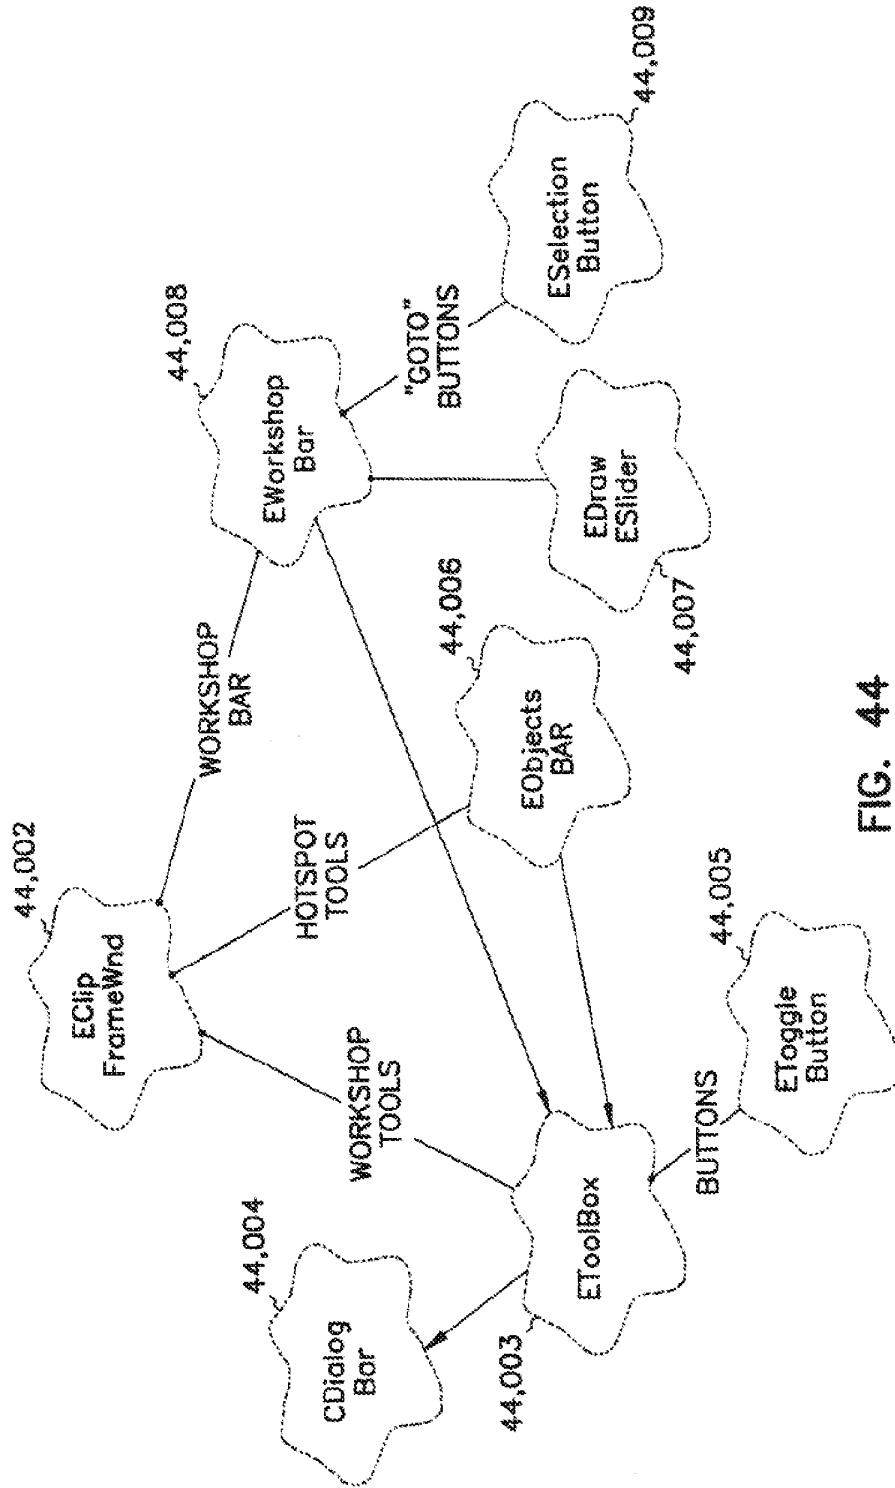 44,002
EClip
FrameWnd
44,008
EWorkshop
Bar
WORKSHOP
BAR
44,004
CDialog
Bar
WORKSHOP
TOOLS
HOTSPOT
TOOLS
"GOTO"
BUTTONS
44,009
ESelection
Button
44,006
EObjects
BAR
EDraw
ESlider
44,007
44,003
EToolBox
BUTTONS
44,005
EToggle
Button
FIG. 44